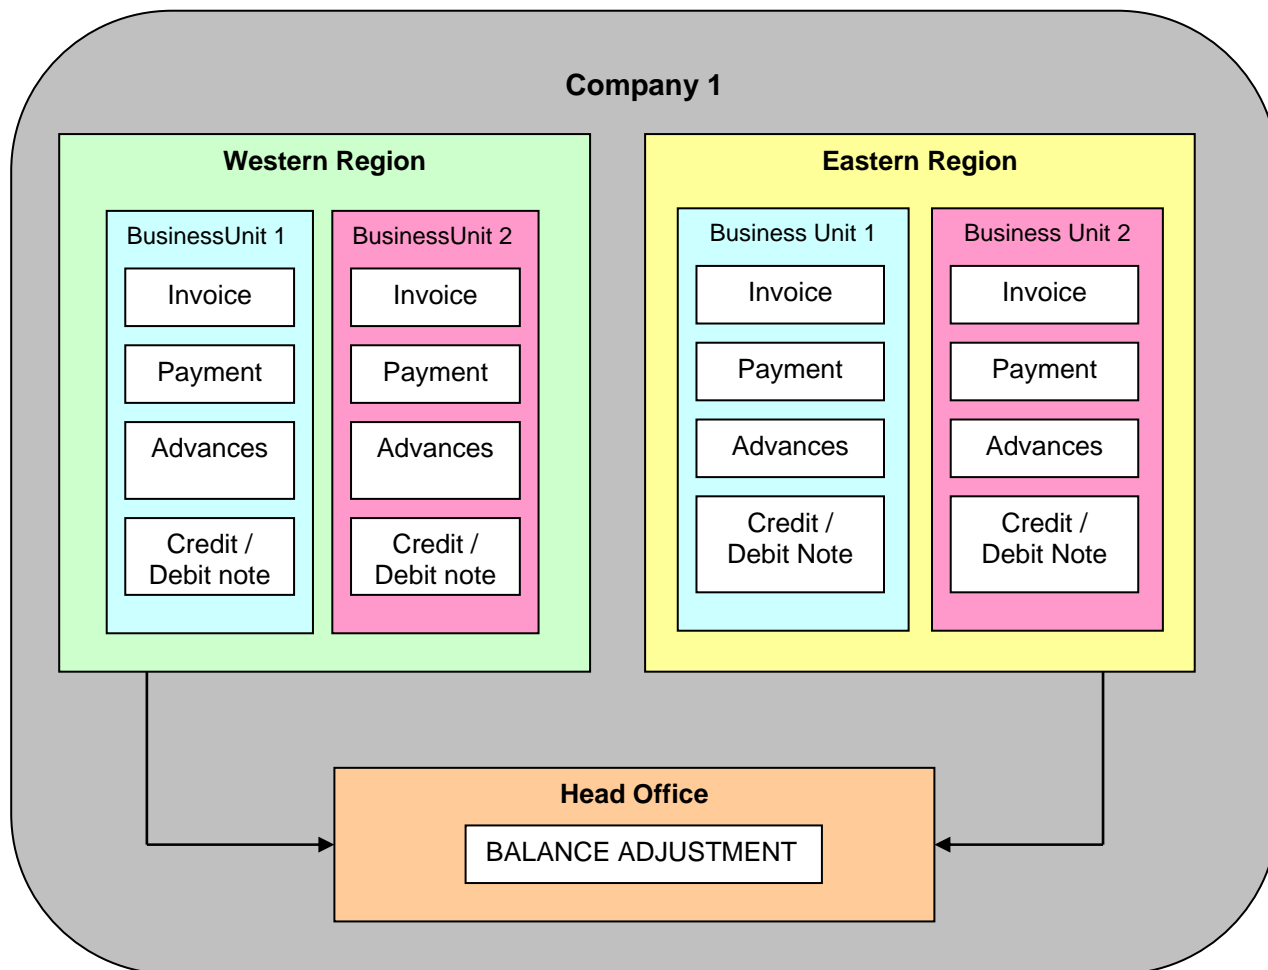 Company 1
Western Region
BusinessUnit 1
Invoice
Payment
Advances
Credit /
Debit note
BusinessUnit 2
Invoice
Payment
Advances
Credit /
Debit note
Eastern Region
Business Unit 1
Invoice
Payment
Advances
Credit /
Debit Note
Business Unit 2
Invoice
Payment
Advances
Credit /
Debit Note
Head Office
BALANCE ADJUSTMENT